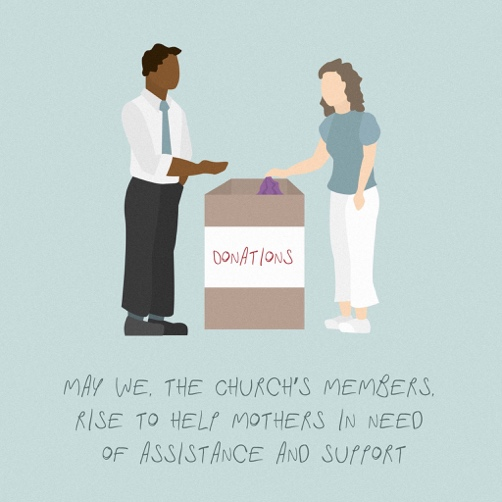 DONATIONS
MAY WE, THE CHURCH'S MEMBERS,
RISE TO HELP MOTHERS IN NEED
OF ASSISTANCE AND SUPPORT